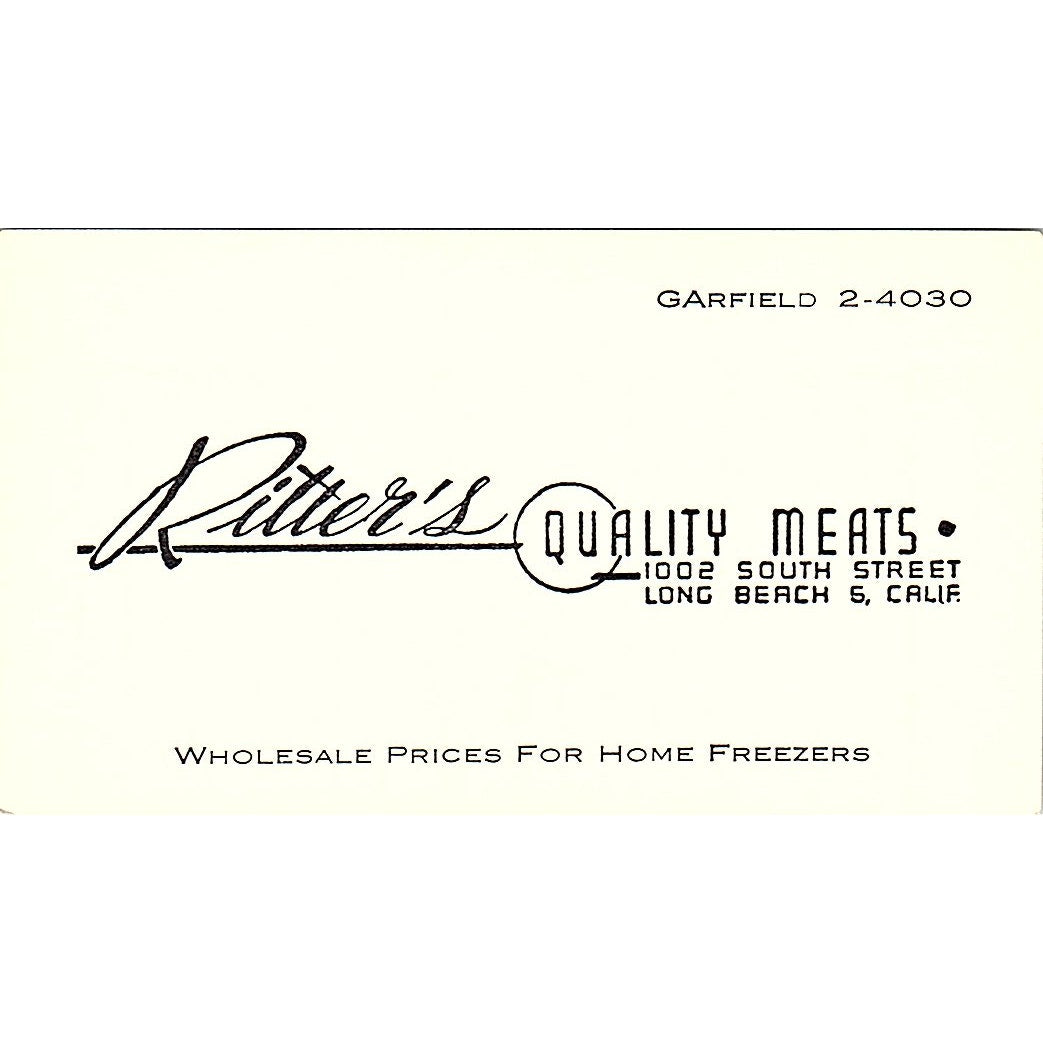 GARFIELD 2-4030
Ritter's QUALITY MEATS •
1002 SOUTH STREET
LONG BEACH 5, CALIF.
WHOLESALE PRICES FOR HOME FREEZERS